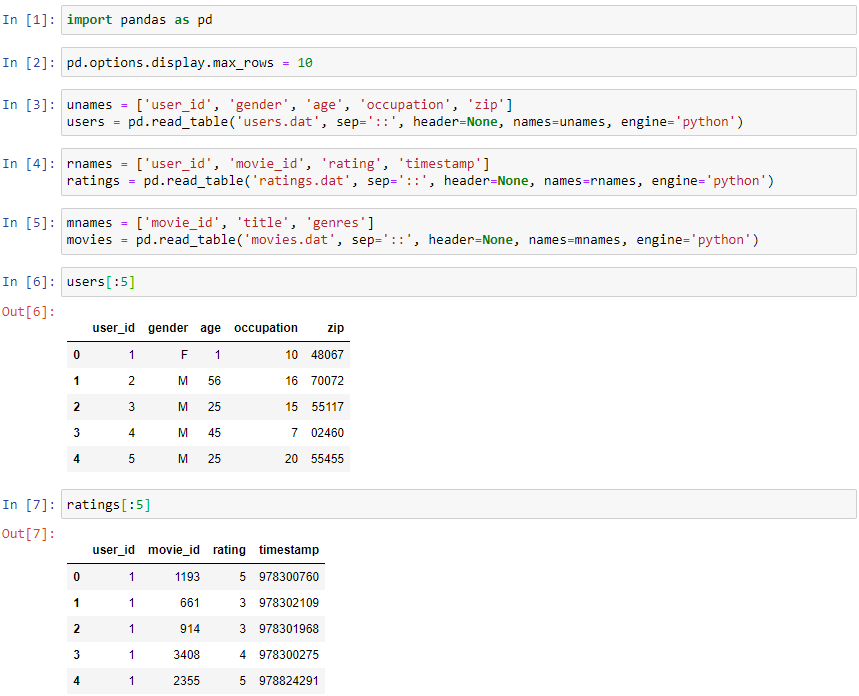 In [1]: import pandas as pd
In [2]: pd.options.display.max_rows = 10
In [3]: unames = ['user_id', 'gender', 'age', 'occupation', 'zip']
users = pd.read_table('users.dat', sep='::', header=None, names=unames, engine='python')
In [4]: rnames = ['user_id', 'movie_id', 'rating', 'timestamp']
ratings = pd.read_table('ratings.dat', sep='::', header=None, names=rnames, engine='python')
In [5]: mnames = ['movie_id', 'title', 'genres']
movies = pd.read_table('movies.dat', sep='::', header=None, names=mnames, engine='python')
In [6]: users[:5]
Out[6]:
user_id gender age occupation zip
0 1 F 1 10 48067
1 2 M 56 16 70072
2 3 M 25 15 55117
3 4 M 45 7 02460
4 5 M 25 20 55455
In [7]: ratings[:5]
Out[7]:
user_id movie_id rating timestamp
0 1 1193 5 978300760
1 1 661 3 978302109
2 1 914 3 978301968
3 1 3408 4 978300275
4 1 2355 5 978824291